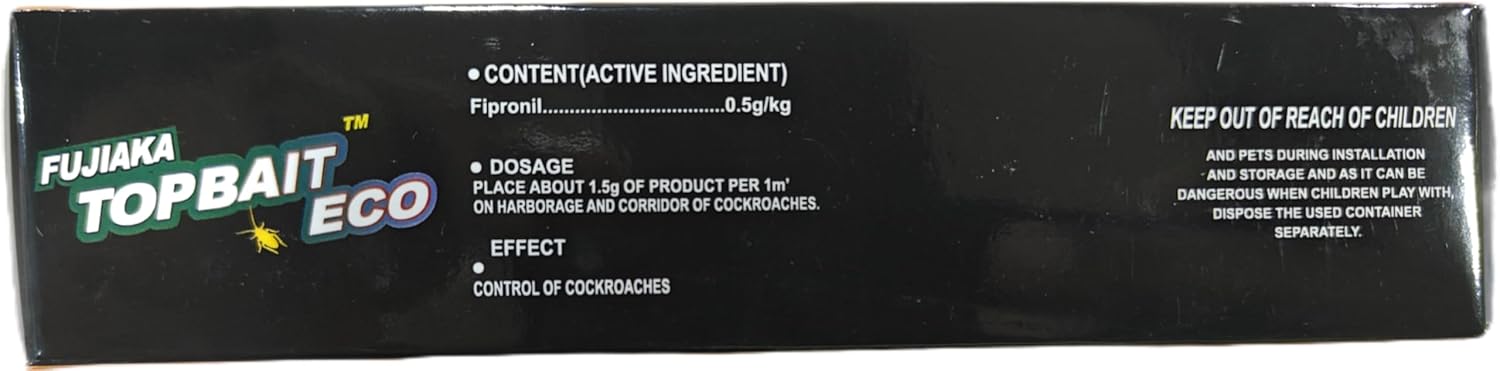 FUJIAKA
TOPBAIT™
ECO
● CONTENT(ACTIVE INGREDIENT)
Fipronil..................................0.5g/kg
● DOSAGE
PLACE ABOUT 1.5g OF PRODUCT PER 1m'
ON HARBORAGE AND CORRIDOR OF COCKROACHES.
EFFECT
●
CONTROL OF COCKROACHES
KEEP OUT OF REACH OF CHILDREN
AND PETS DURING INSTALLATION
AND STORAGE AND AS IT CAN BE
DANGEROUS WHEN CHILDREN PLAY WITH,
DISPOSE THE USED CONTAINER
SEPARATELY.